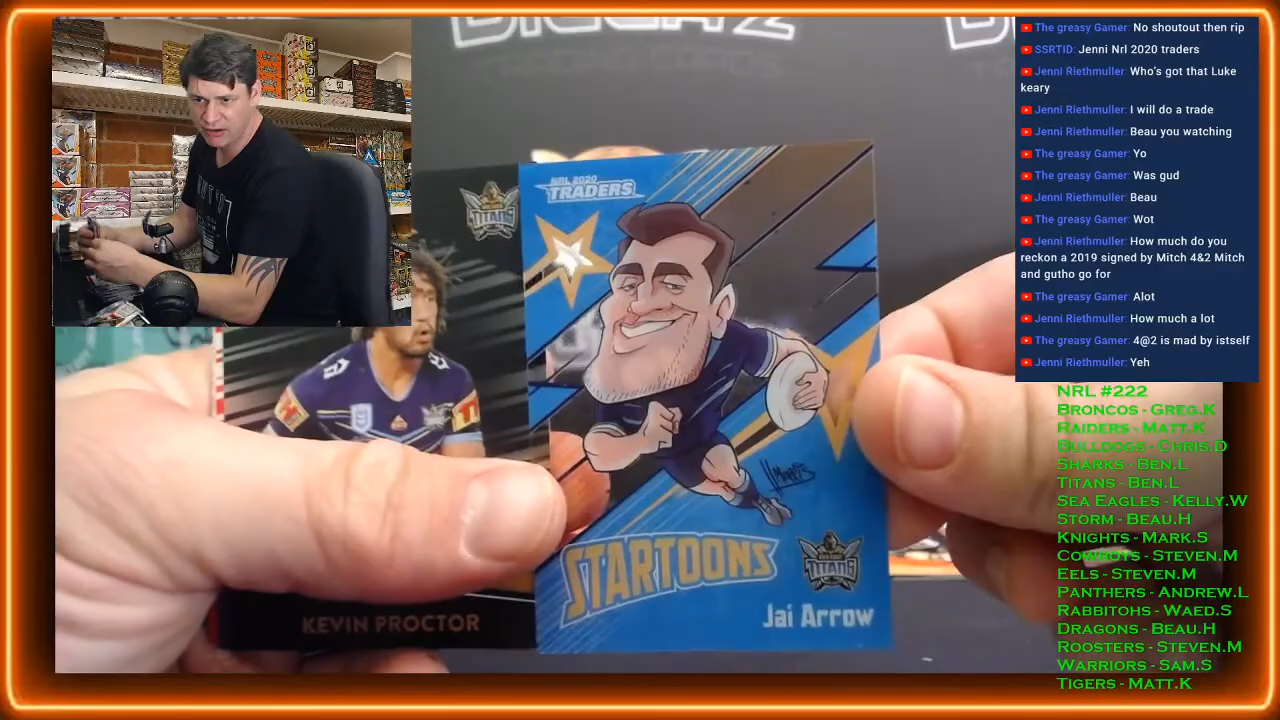 The greasy Gamer: No shoutout then rip
SSRTID: Jenni Nrl 2020 traders
Jenni Riethmuller: Who's got that Luke
keary
Jenni Riethmuller: I will do a trade
Jenni Riethmuller: Beau you watching
The greasy Gamer: Yo
The greasy Gamer: Was gud
Jenni Riethmuller: Beau
The greasy Gamer: Wot
Jenni Riethmuller: How much do you
reckon a 2019 signed by Mitch 4&2 Mitch
and gutho go for
The greasy Gamer: Alot
Jenni Riethmuller: How much a lot
The greasy Gamer: 4@2 is mad by istself
Jenni Riethmuller: Yeh
NRL 2020
TRADERS
TITANS
STARTOONS
TITANS
Jai Arrow
KEVIN PROCTOR
NRL #222
BRONCOS - GREG.K
RAIDERS - MATT.K
BULLDOGS - CHRIS.D
SHARKS - BEN.L
TITANS - BEN.L
SEA EAGLES - KELLY.W
STORM - BEAU.H
KNIGHTS - MARK.S
COWBOYS - STEVEN.M
EELS - STEVEN.M
PANTHERS - ANDREW.L
RABBITOHS - WAED.S
DRAGONS - BEAU.H
ROOSTERS - STEVEN.M
WARRIORS - SAM.S
TIGERS - MATT.K